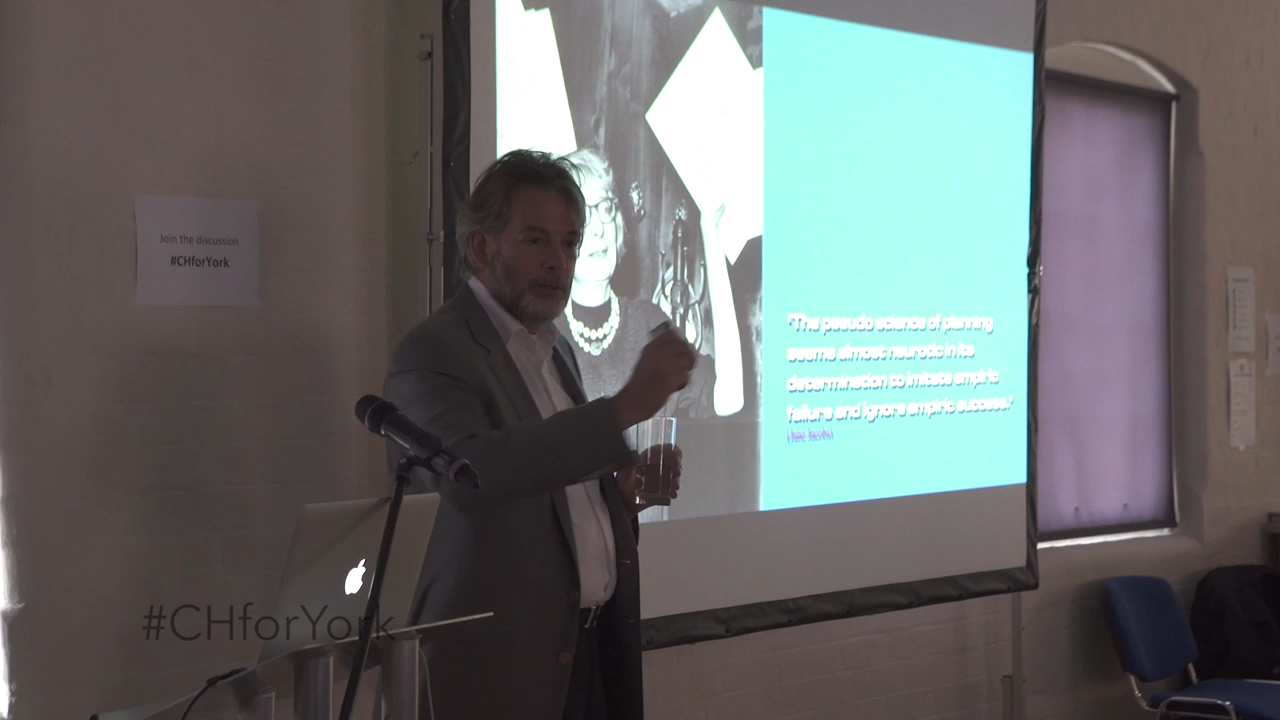 Join the discussion
#CHforYork
"The pseudo science of planning
seems almost neurotic in its
determination to imitate empiric
failure and ignore empiric success."
(Jane Jacobs)
#CHforYork